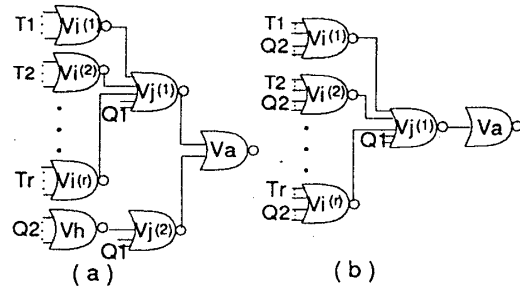 T1 Vi(1)
T2 Vi(2)
Vj(1)
Q1
Tr Vi(r)
Va
Q2 Vh
Q1 Vj(2)
(a)
T1
Q2 Vi(1)
T2
Q2 Vi(2)
Vj(1) Va
Q1
Tr
Q2 Vi(r)
(b)